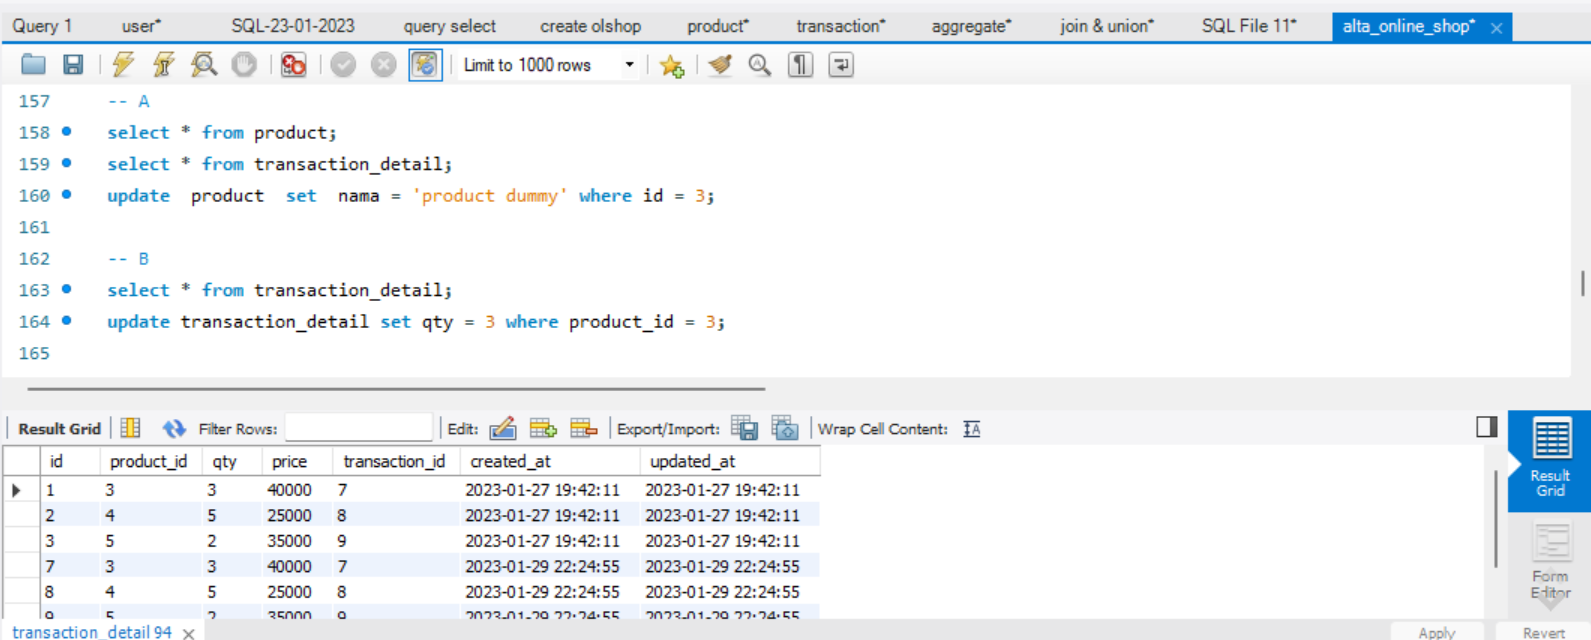 Query 1 user* SQL-23-01-2023 query select create olshop product* transaction* aggregate* join & union* SQL File 11* alta_online_shop*
Limit to 1000 rows
157 -- A
158 select * from product;
159 select * from transaction_detail;
160 update  product  set  nama = 'product dummy' where id = 3;
161
162 -- B
163 select * from transaction_detail;
164 update transaction_detail set qty = 3 where product_id = 3;
165
Result Grid Filter Rows: Edit: Export/Import: Wrap Cell Content: IA
id product_id qty price transaction_id created_at updated_at
1 3 3 40000 7 2023-01-27 19:42:11 2023-01-27 19:42:11
2 4 5 25000 8 2023-01-27 19:42:11 2023-01-27 19:42:11
3 5 2 35000 9 2023-01-27 19:42:11 2023-01-27 19:42:11
7 3 3 40000 7 2023-01-29 22:24:55 2023-01-29 22:24:55
8 4 5 25000 8 2023-01-29 22:24:55 2023-01-29 22:24:55
9 5 2 35000 9 2023-01-29 22:24:55 2023-01-29 22:24:55
Result
Grid
Form
Editor
transaction_detail 94 Apply Revert